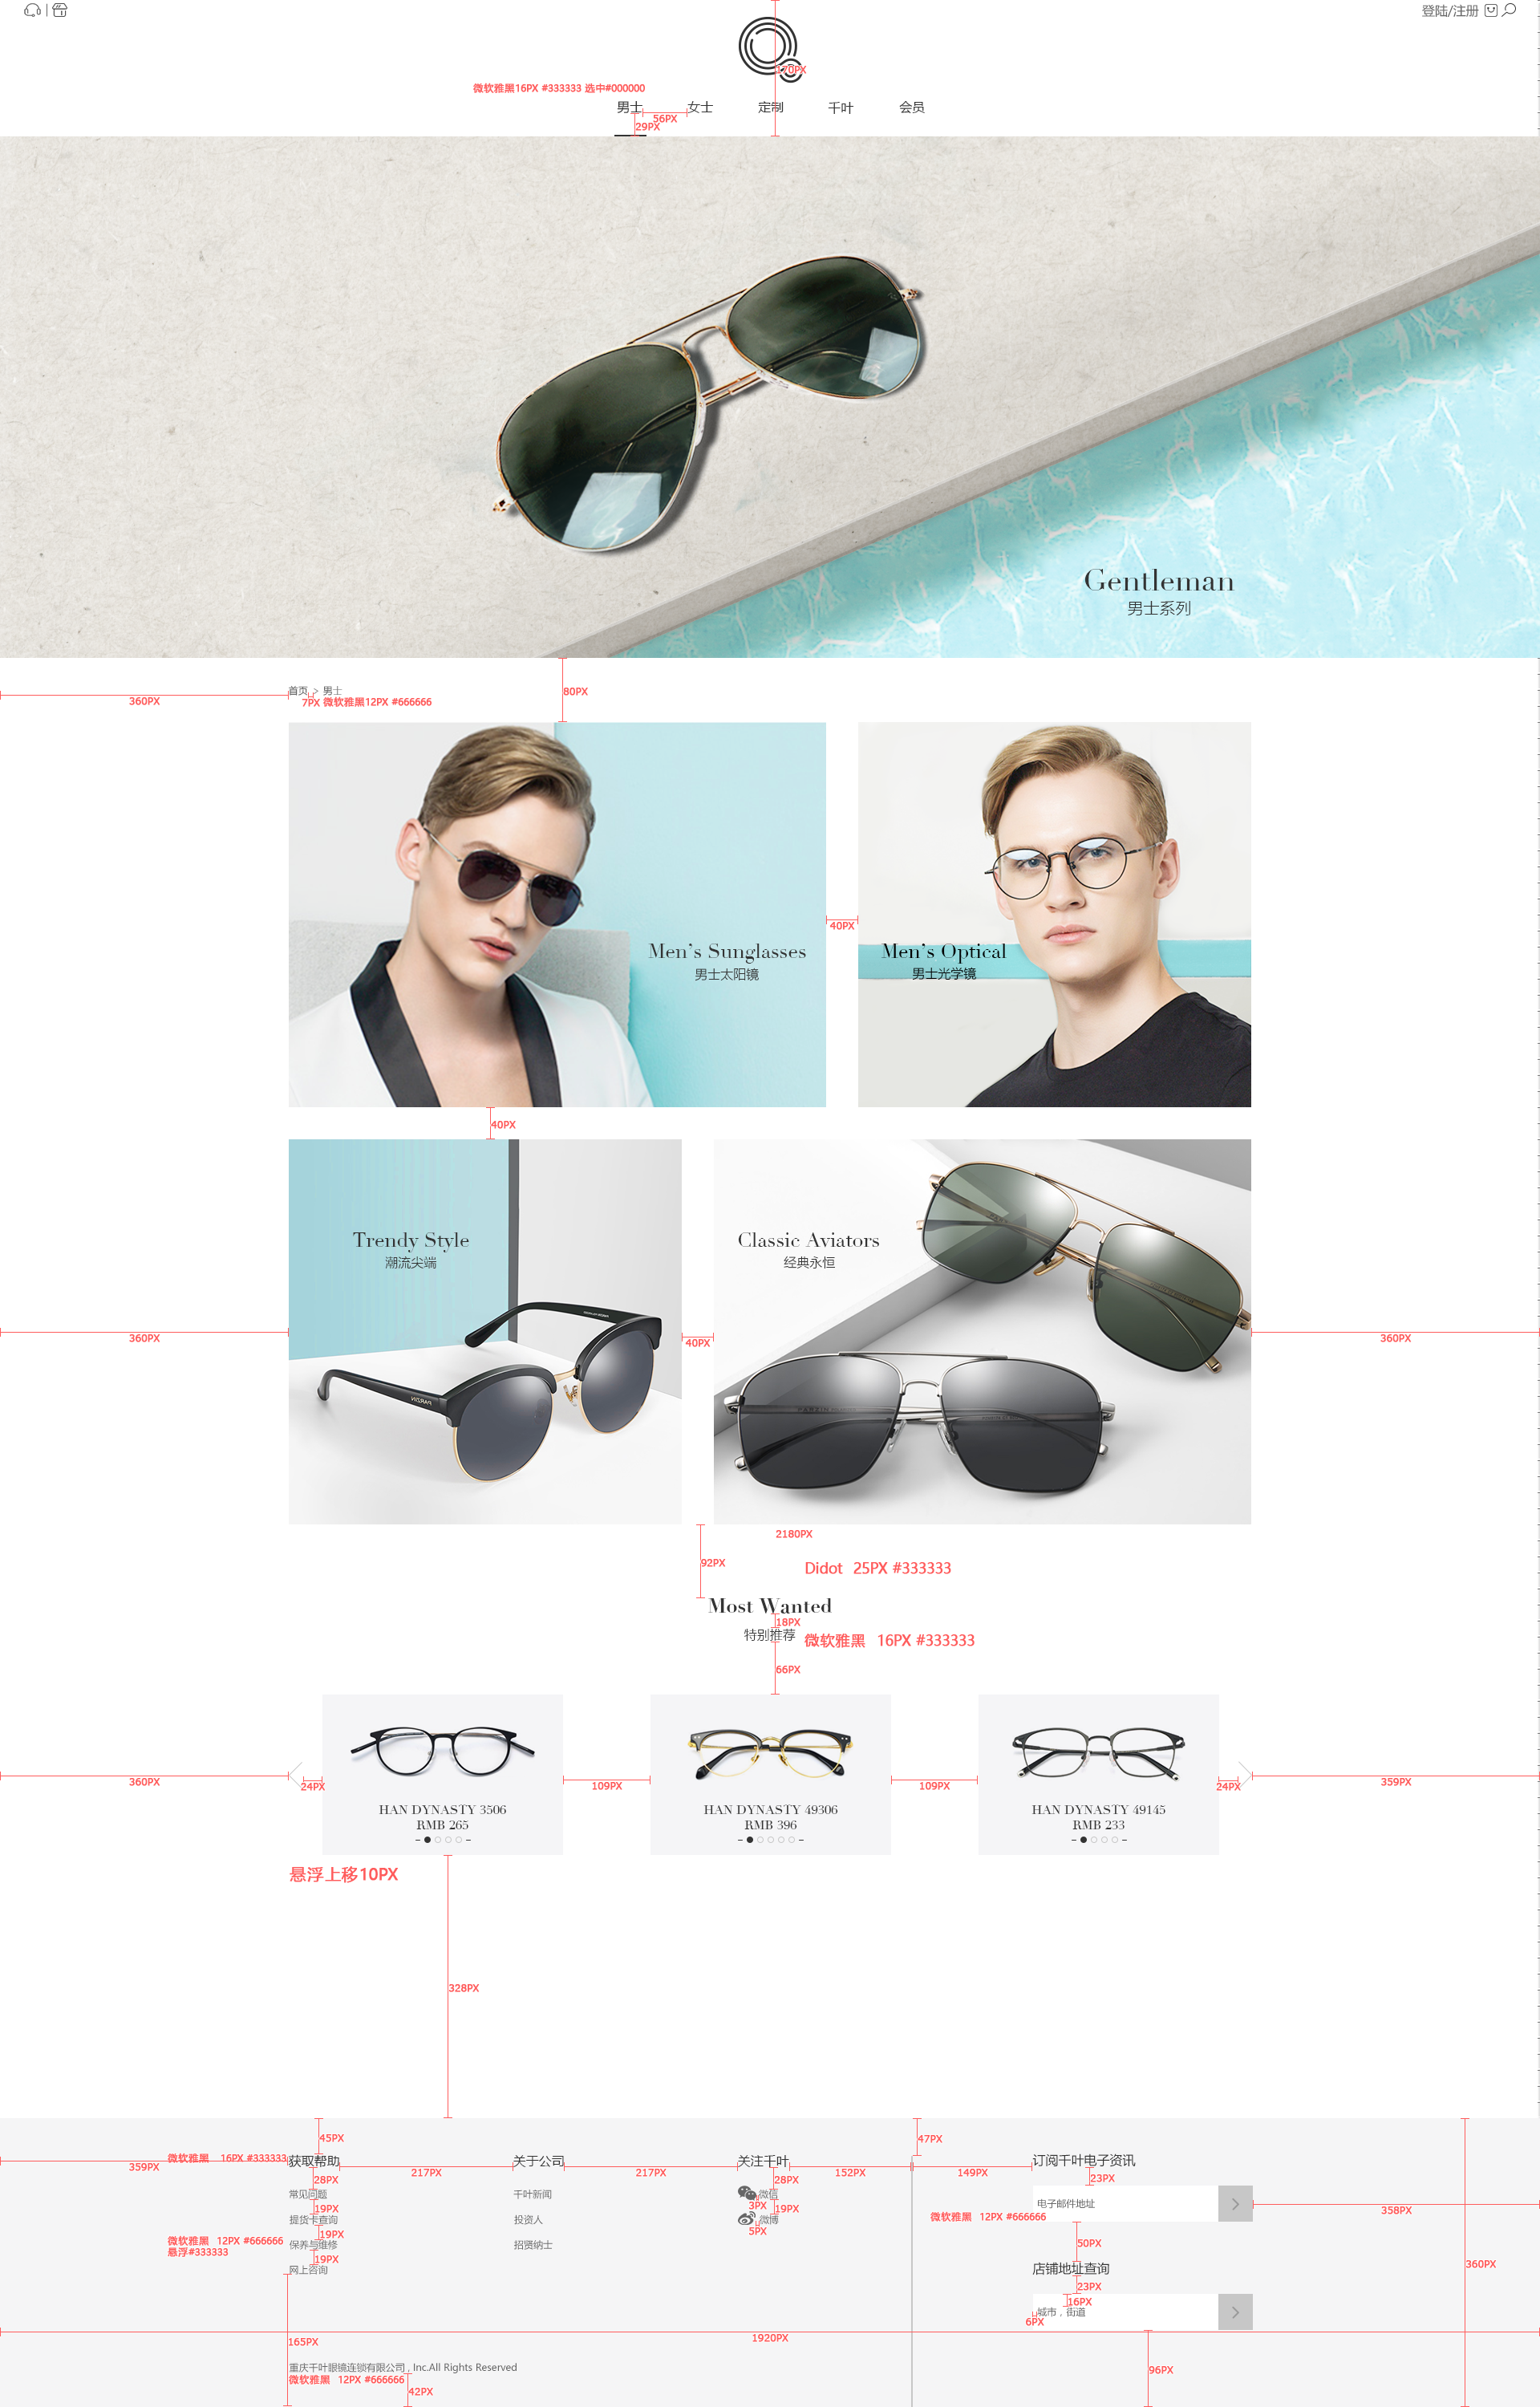 登陆/注册
170PX
微软雅黑16PX #333333 选中#000000
男士 女士 定制 千叶 会员
56PX
29PX
Gentleman
男士系列
80PX
首页 > 男士
360PX
7PX 微软雅黑12PX #666666
40PX
Men's Sunglasses
男士太阳镜
Men's Optical
男士光学镜
40PX
Trendy Style
潮流尖端
Classic Aviators
经典永恒
360PX
40PX
360PX
PARZIN
2180PX
92PX
Didot 25PX #333333
Most Wanted
18PX
特别推荐
微软雅黑 16PX #333333
66PX
360PX
24PX
109PX
109PX
24PX
359PX
HAN DYNASTY 3506
RMB 265
HAN DYNASTY 49306
RMB 396
HAN DYNASTY 49145
RMB 233
悬浮上移10PX
328PX
45PX
47PX
微软雅黑 16PX #333333
359PX
获取帮助
217PX
关于公司
217PX
关注千叶
152PX
149PX
订阅千叶电子资讯
28PX
28PX
23PX
常见问题
千叶新闻
微信
19PX
3PX
19PX
电子邮件地址
358PX
提货卡查询
投资人
微博
微软雅黑 12PX #666666
19PX
5PX
微软雅黑 12PX #666666
悬浮#333333
保养与维修
招贤纳士
50PX
19PX
网上咨询
店铺地址查询
360PX
23PX
16PX
城市，街道
6PX
165PX
1920PX
重庆千叶眼镜连锁有限公司 , Inc.All Rights Reserved
微软雅黑 12PX #666666
42PX
96PX